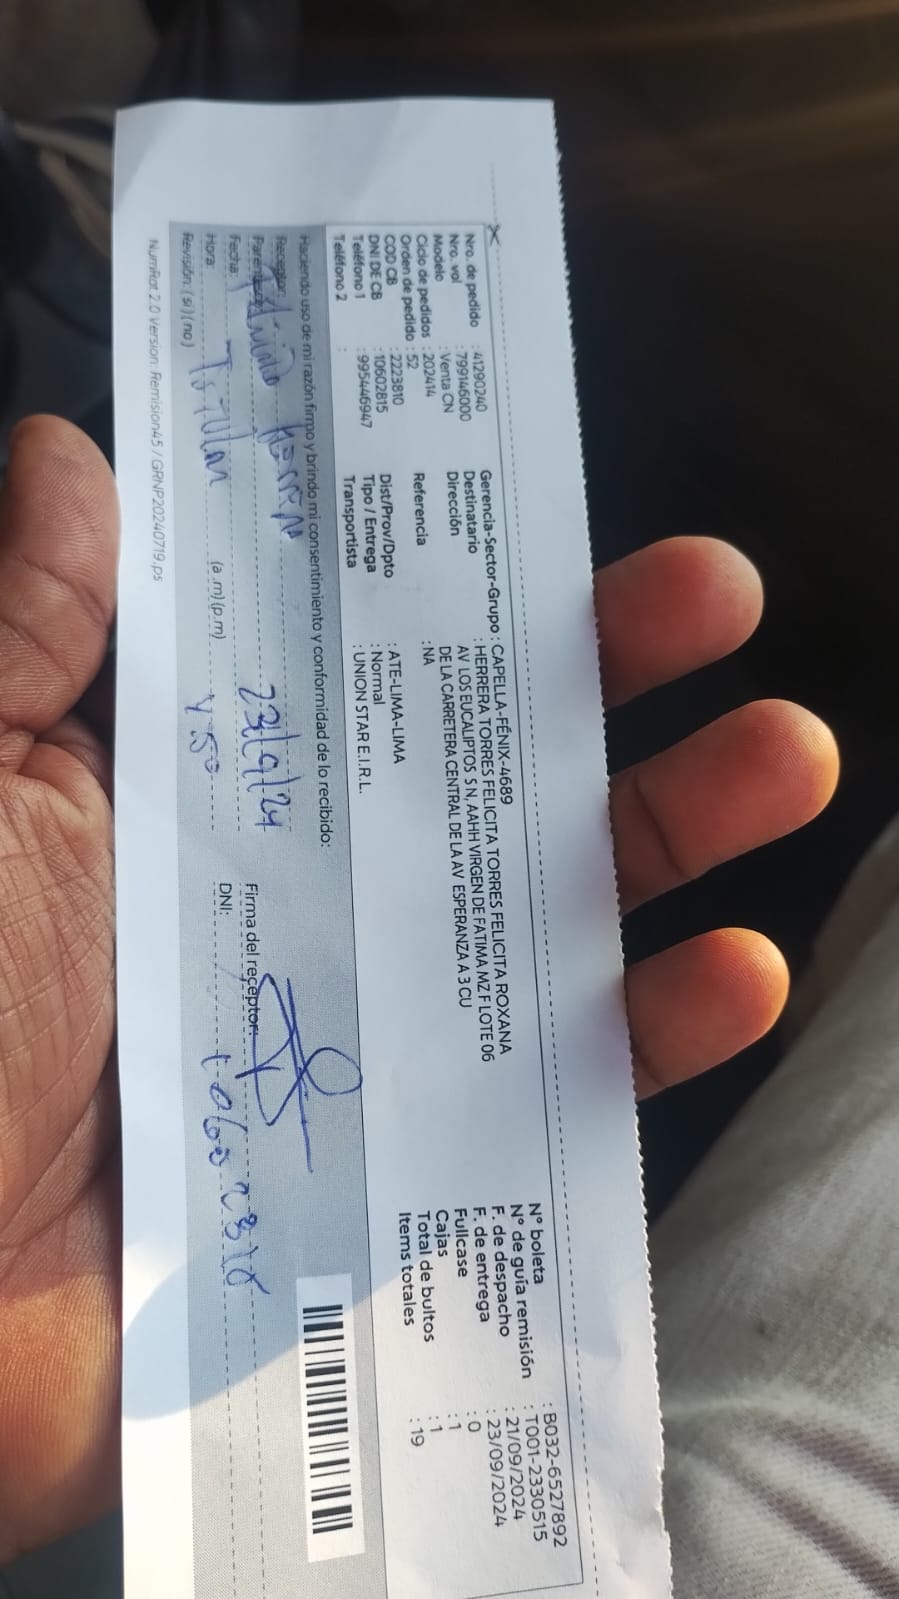 Nro. de pedido : 41290240
Nro. vol : 799146000
Modelo : Venta CN
Ciclo de pedidos : 202414
Orden de pedido : 52
COD CB : 2223810
DNI DE CB : 10602815
Teléfono 1 : 995446947
Teléfono 2 :
Gerencia-Sector-Grupo : CAPELLA-FÉNIX-4689
Destinatario : HERRERA TORRES FELICITA TORRES FELICITA ROXANA
Dirección : AV LOS EUCALIPTOS S N, AAHH VIRGEN DE FATIMA MZ F LOTE 06
DE LA CARRETERA CENTRAL DE LA AV ESPERANZA A 3 CU
Referencia : NA
Dist/Prov/Dpto : ATE-LIMA-LIMA
Tipo / Entrega : Normal
Transportista : UNION STAR E.I.R.L.
N° boleta : B032-6527892
N° de guía remisión : T001-2330515
F. de despacho : 21/09/2024
F. de entrega : 23/09/2024
Fullcase : 0
Cajas : 1
Total de bultos : 1
Items totales : 19
Haciendo uso de mi razón firmo y brindo mi consentimiento y conformidad de lo recibido:
Receptor:
Fecha: 23/9/24
Hora: (a.m)(p.m) 450
Revisión: (si)(no)
Firma del receptor:
DNI:
NumRot 2.0 Version: Remision45 / GRNP20240719.ps